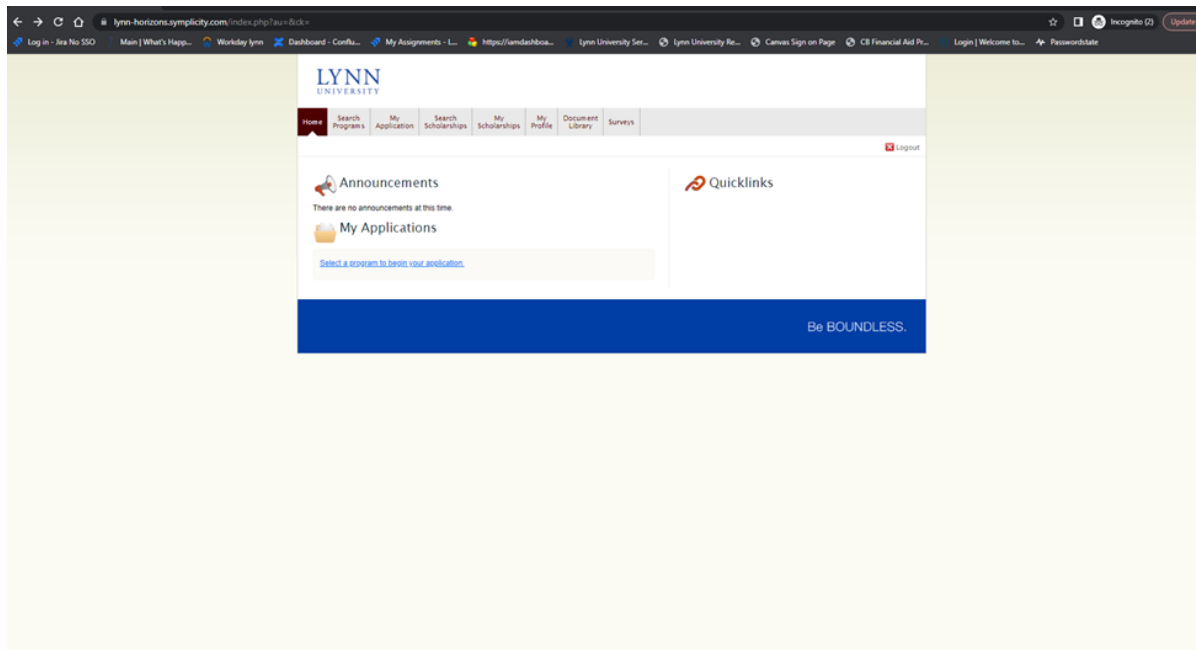 lynn-horizons.symplicity.com/index.php?au=&ck=
Incognito (2)
Update
Log in - Jira No SSO
Main | What's Happ...
Workday lynn
Dashboard - Conflu...
My Assignments - L...
https://iamdashboa...
Lynn University Ser...
Lynn University Re...
Canvas Sign on Page
CB Financial Aid Pr...
Login | Welcome to...
Passwordstate
LYNN
UNIVERSITY
Home
Search
Programs
My
Application
Search
Scholarships
My
Scholarships
My
Profile
Document
Library
Surveys
Logout
Announcements
There are no announcements at this time.
My Applications
Select a program to begin your application.
Quicklinks
Be BOUNDLESS.